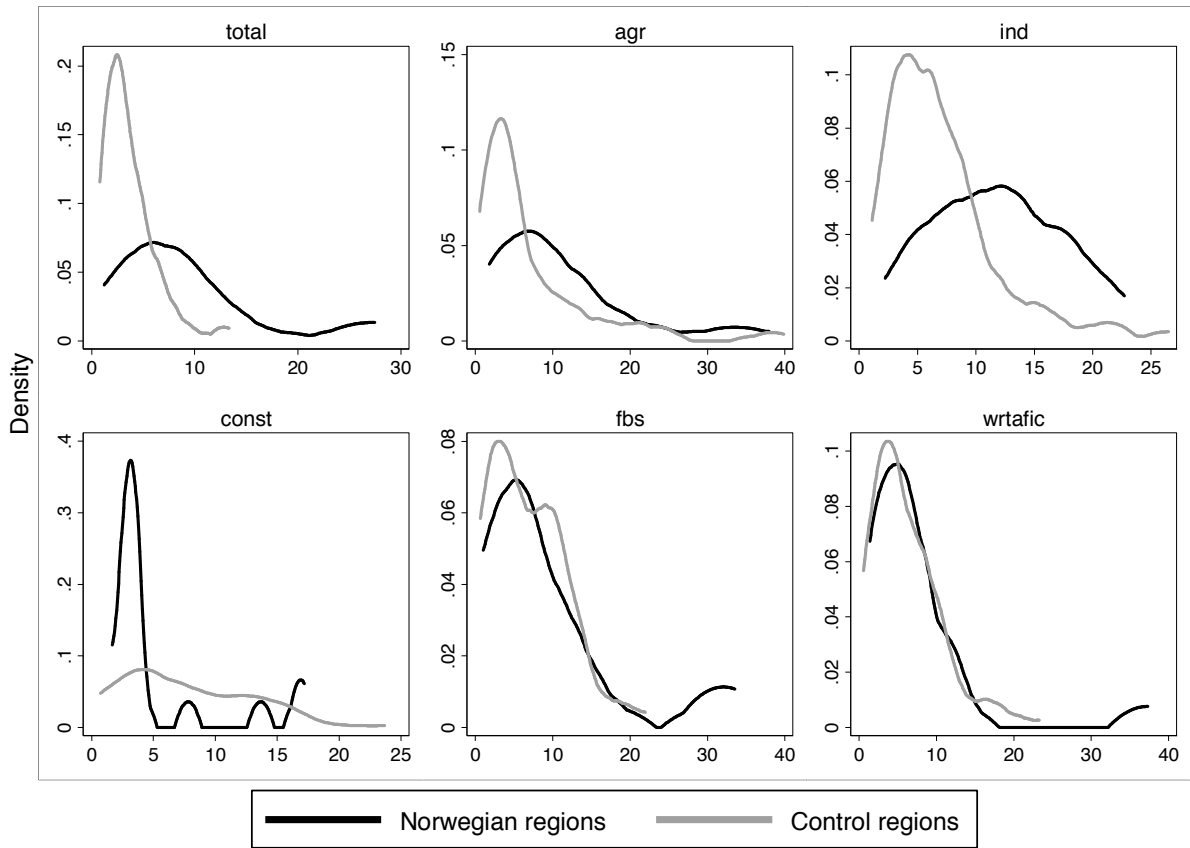 total agr ind
.2 .15 .1 .05 0
.15 .1 .05 0
.1 .08 .06 .04 .02 0
0 10 20 30
0 10 20 30 40
0 5 10 15 20 25
Density
const fbs wrtafic
.4 .3 .2 .1 0
.08 .06 .04 .02 0
.1 .08 .06 .04 .02 0
0 5 10 15 20 25
0 10 20 30 40
0 10 20 30 40
Norwegian regions Control regions